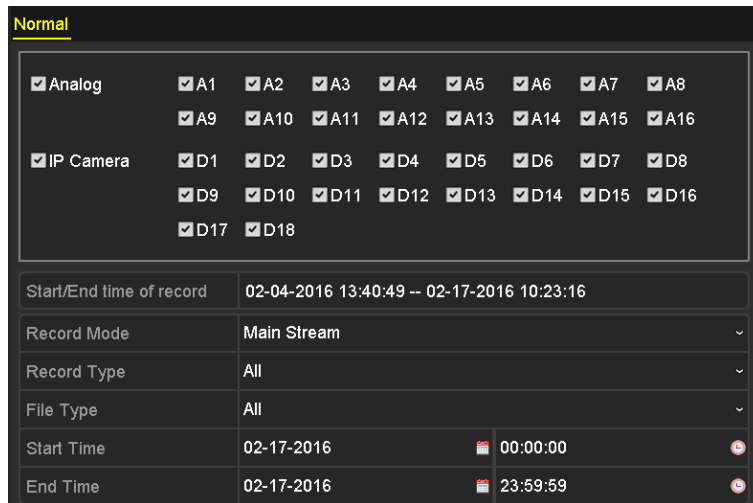 Normal
Analog A1 A2 A3 A4 A5 A6 A7 A8
A9 A10 A11 A12 A13 A14 A15 A16
IP Camera D1 D2 D3 D4 D5 D6 D7 D8
D9 D10 D11 D12 D13 D14 D15 D16
D17 D18
Start/End time of record 02-04-2016 13:40:49 -- 02-17-2016 10:23:16
Record Mode Main Stream
Record Type All
File Type All
Start Time 02-17-2016 00:00:00
End Time 02-17-2016 23:59:59